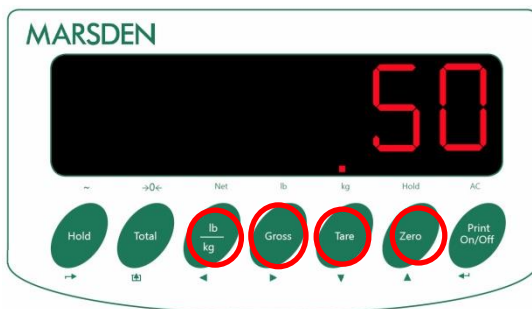 MARSDEN
50
~ →0← Net lb kg Hold AC
Hold Total lb/kg Gross Tare Zero Print On/Off